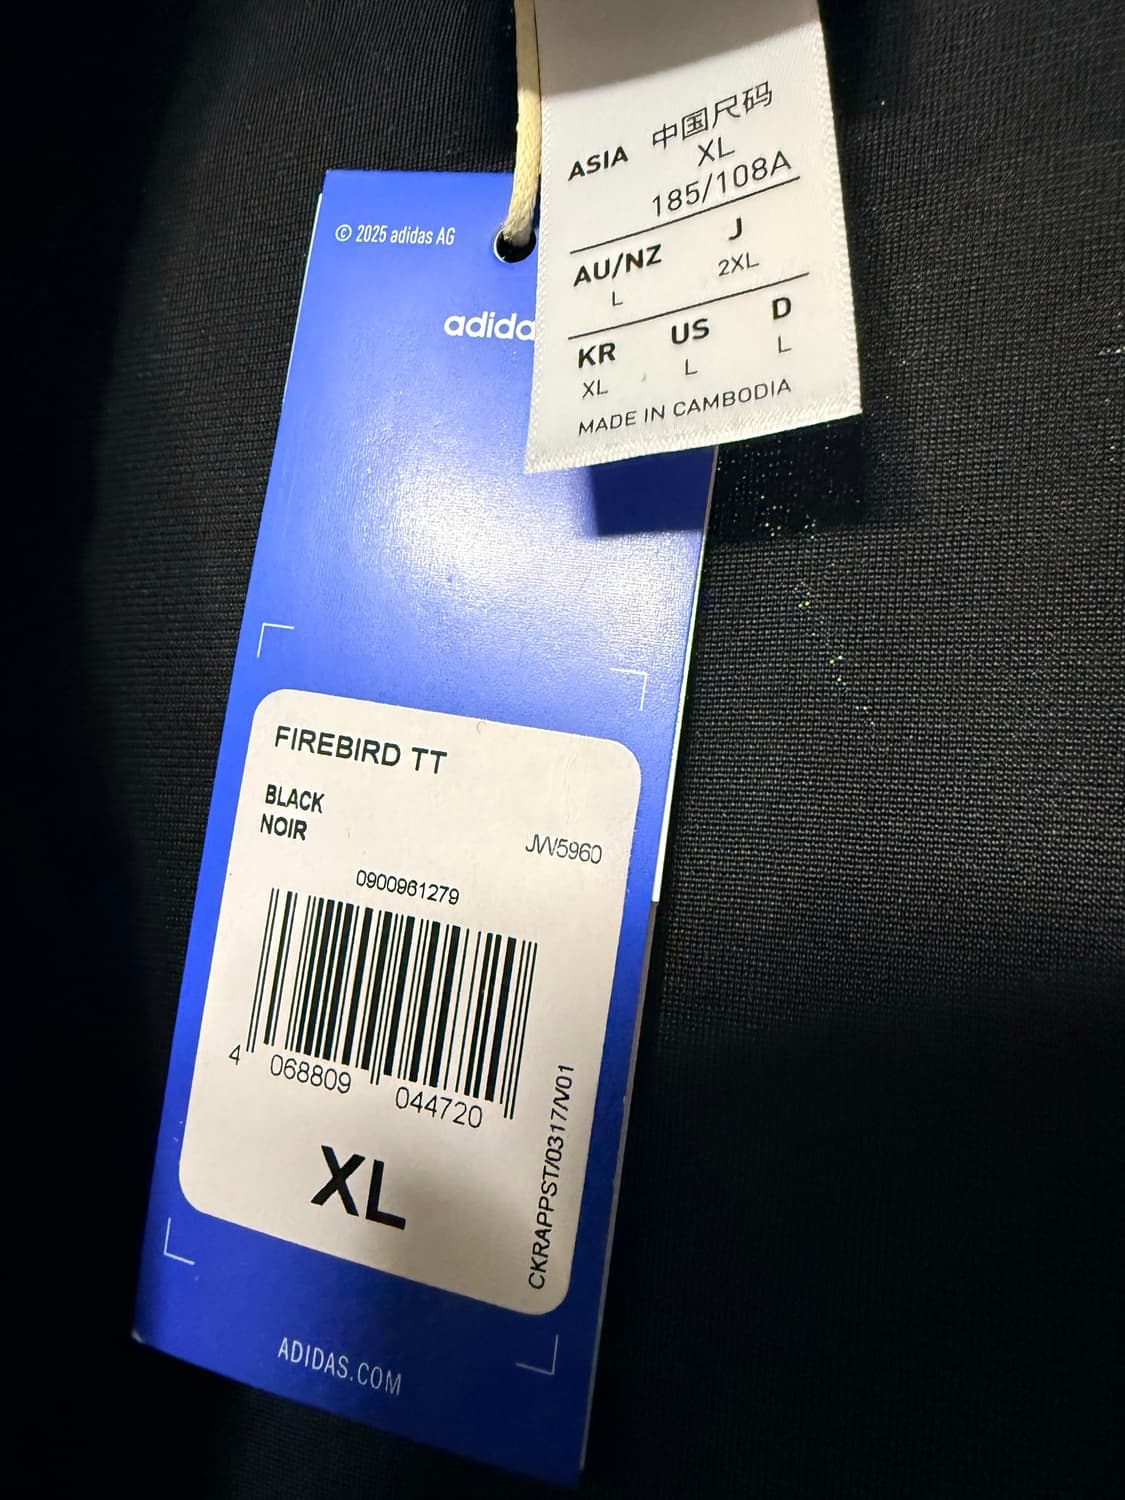 ASIA 中国尺码
XL
185/108A
AU/NZ J
L 2XL
KR US D
XL L L
MADE IN CAMBODIA
© 2025 adidas AG
adida
FIREBIRD TT
BLACK
NOIR
JW5960
0900961279
4 068809 044720
XL
CKRAPPST/0317/V01
ADIDAS.COM